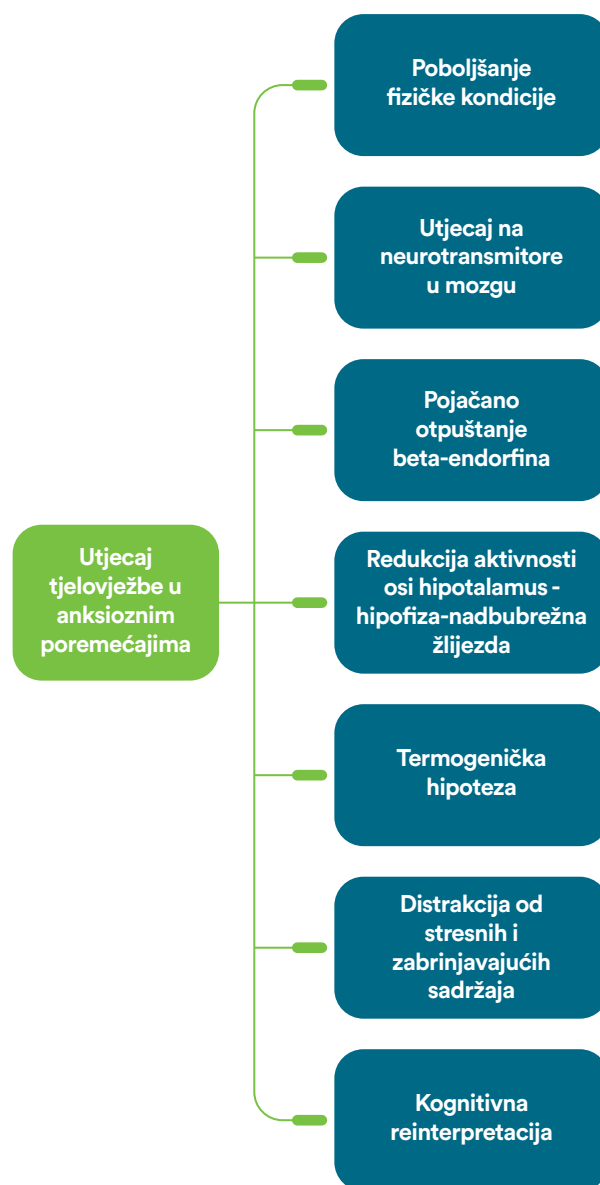 Poboljšanje
fizičke kondicije
Utjecaj na
neurotransmitore
u mozgu
Pojačano
otpuštanje
beta-endorfina
Utjecaj
tjelovježbe u
anksioznim
poremećajima
Redukcija aktivnosti
osi hipotalamus -
hipofiza-nadbubrežna
žlijezda
Termogenička
hipoteza
Distrakcija od
stresnih i
zabrinjavajućih
sadržaja
Kognitivna
reinterpretacija